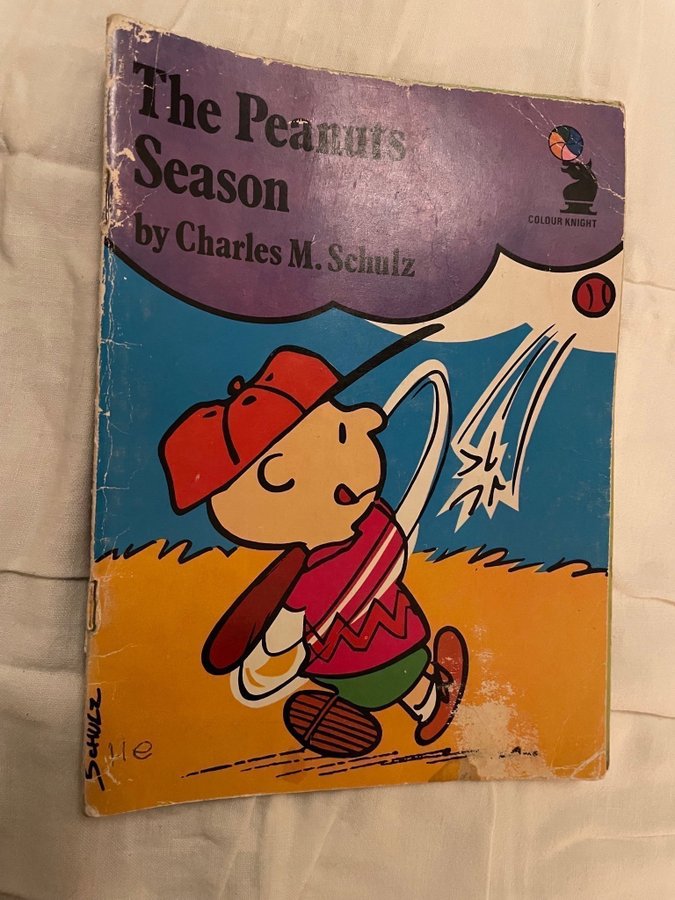 The Peanuts
Season
by Charles M. Schulz
COLOUR KNIGHT
SCHULZ